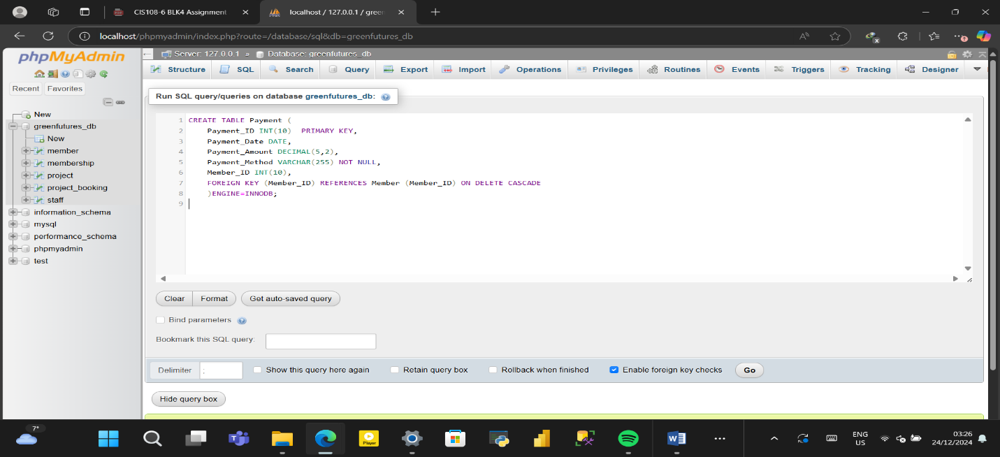 CIS108-6 BLK4 Assignment
localhost / 127.0.0.1 / green
localhost/phpmyadmin/index.php?route=/database/sql&db=greenfutures_db
phpMyAdmin
Recent Favorites
New
greenfutures_db
New
member
membership
project
project_booking
staff
information_schema
mysql
performance_schema
phpmyadmin
test
Server: 127.0.0.1 » Database: greenfutures_db
Structure SQL Search Query Export Import Operations Privileges Routines Events Triggers Tracking Designer
Run SQL query/queries on database greenfutures_db:
1 CREATE TABLE Payment (
2 Payment_ID INT(10) PRIMARY KEY,
3 Payment_Date DATE,
4 Payment_Amount DECIMAL(5,2),
5 Payment_Method VARCHAR(255) NOT NULL,
6 Member_ID INT(10),
7 FOREIGN KEY (Member_ID) REFERENCES Member (Member_ID) ON DELETE CASCADE
8 )ENGINE=INNODB;
9
Clear Format Get auto-saved query
Bind parameters
Bookmark this SQL query:
Delimiter ; Show this query here again Retain query box Rollback when finished Enable foreign key checks Go
Hide query box
7°
Player
ENG
US
03:26
24/12/2024